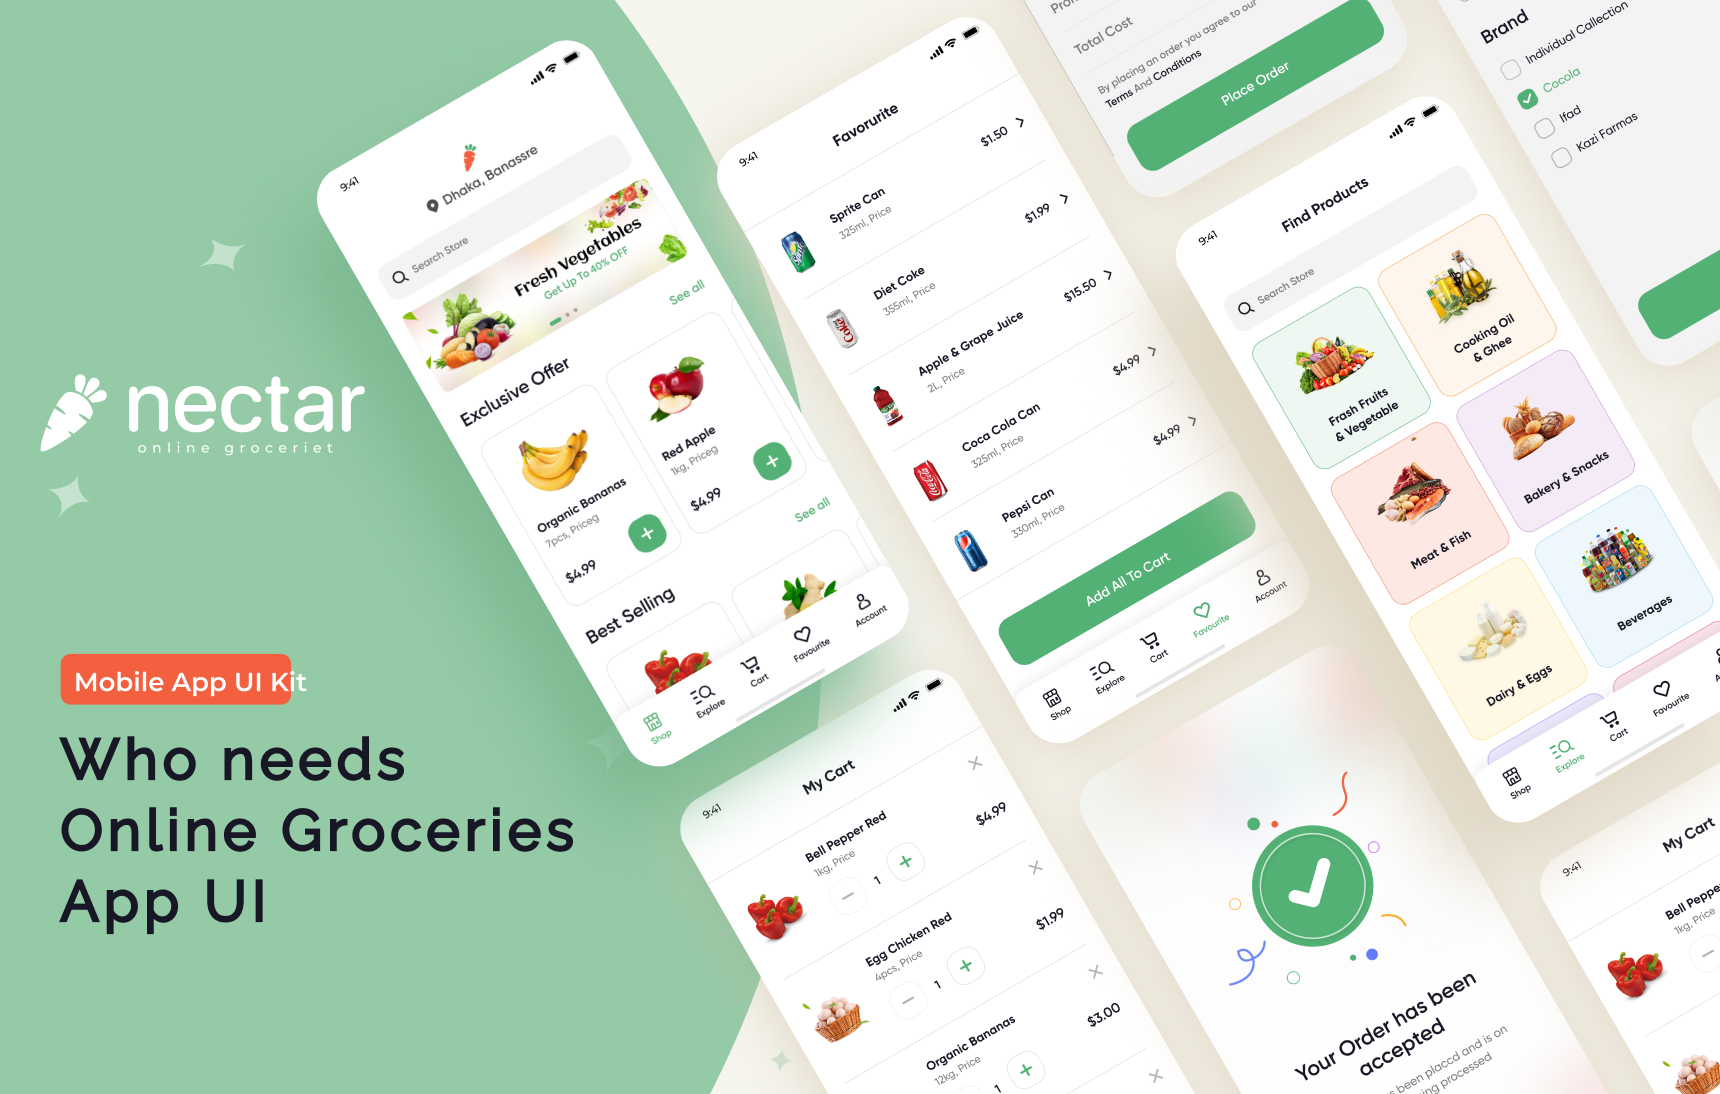 nectar
online groceriet
Mobile App UI Kit
Who needs
Online Groceries
App UI
9:41
Dhaka, Banassre
Search Store
Fresh Vegetables
Get Up To 40% OFF
Exclusive Offer
See all
Organic Bananas
7pcs, Priceg
$4.99
Red Apple
1kg, Priceg
$4.99
Best Selling
See all
Shop
Explore
Cart
Favourite
Account
9:41
Favorurite
Sprite Can
325ml, Price
$1.50
Diet Coke
355ml, Price
$1.99
Apple & Grape Juice
2L, Price
$15.50
Coca Cola Can
325ml, Price
$4.99
Pepsi Can
330ml, Price
$4.99
Add All To Cart
Shop
Explore
Cart
Favourite
Account
Total Cost
By placing an order you agree to our
Terms And Conditions
Place Order
Brand
Individual Callection
Cocola
Ifad
Kazi Farmas
9:41
Find Products
Search Store
Frash Fruits
& Vegetable
Cooking Oil
& Ghee
Meat & Fish
Bakery & Snacks
Dairy & Eggs
Beverages
Shop
Explore
Cart
Favourite
9:41
My Cart
Bell Pepper Red
1kg, Price
1
$4.99
Egg Chicken Red
4pcs, Price
1
$1.99
Organic Bananas
12kg, Price
1
$3.00
Your Order has been
accepted
been placcd and is on
processed
9:41
My Cart
Bell Peppe
1kg, Price